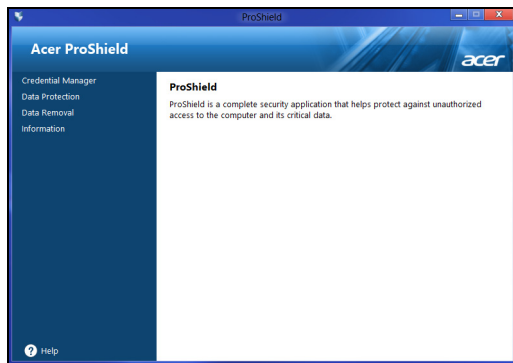 ProShield
Acer ProShield
acer
Credential Manager
Data Protection
Data Removal
Information
ProShield
ProShield is a complete security application that helps protect against unauthorized
access to the computer and its critical data.
? Help